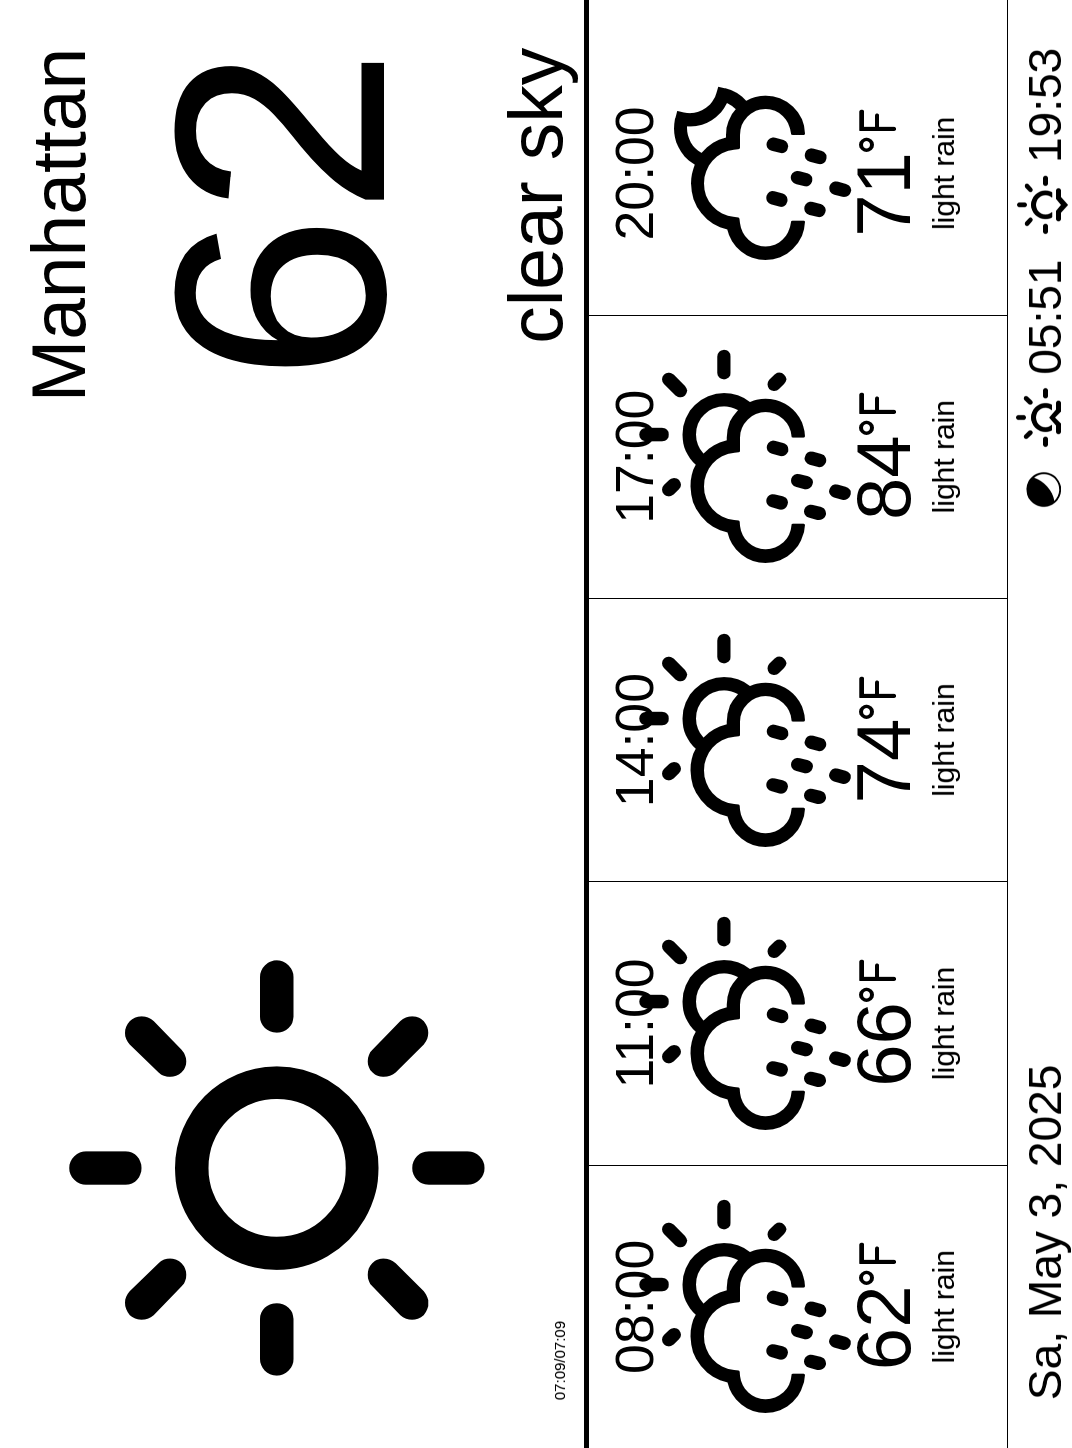 Manhattan
62
clear sky
07:09/07:09
08:00
62°F
light rain
11:00
66°F
light rain
14:00
74°F
light rain
17:00
84°F
light rain
20:00
71°F
light rain
Sa, May 3, 2025
05:51 19:53